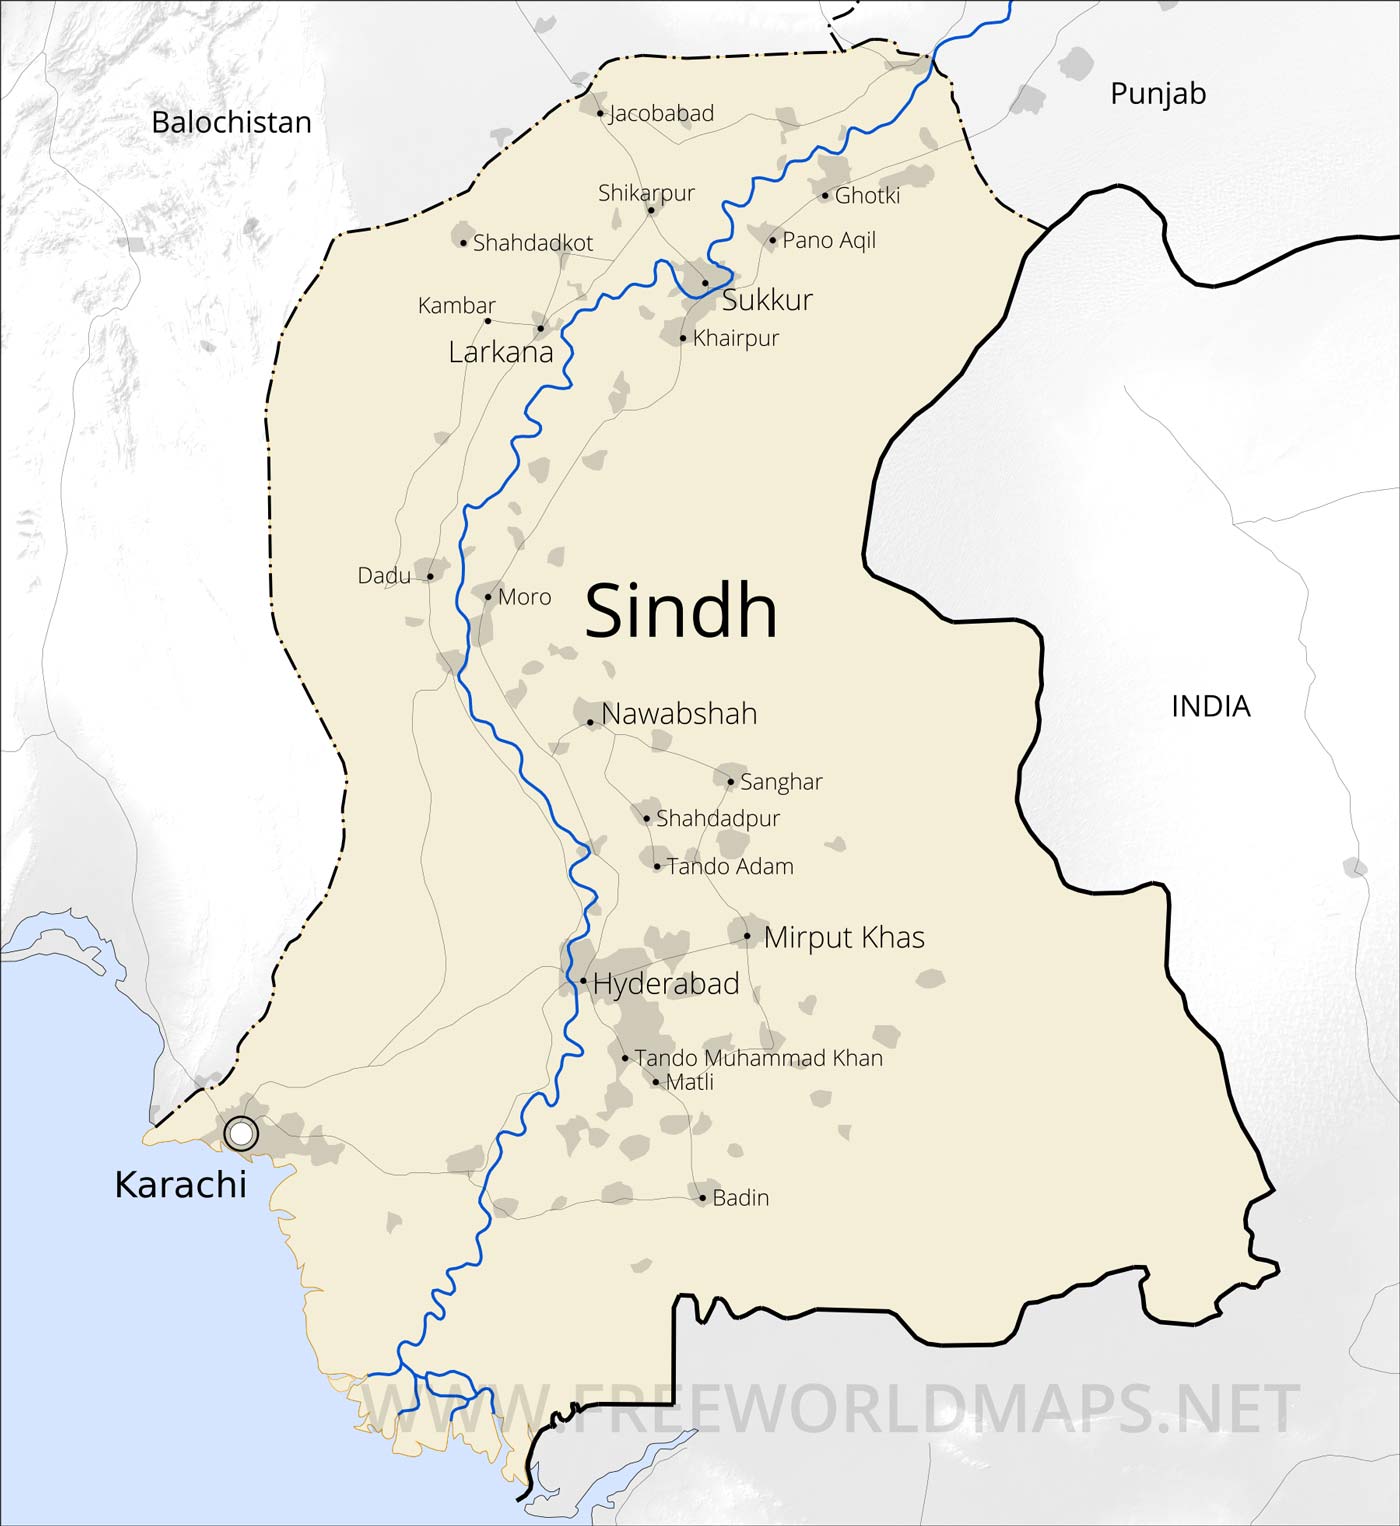 Balochistan
Punjab
Jacobabad
Shikarpur
Ghotki
Shahdadkot
Pano Aqil
Kambar
Sukkur
Larkana
Khairpur
Dadu
Moro
Sindh
INDIA
Nawabshah
Sanghar
Shahdadpur
Tando Adam
Mirput Khas
Hyderabad
Tando Muhammad Khan
Matli
Karachi
Badin
WWW.FREEWORLDMAPS.NET